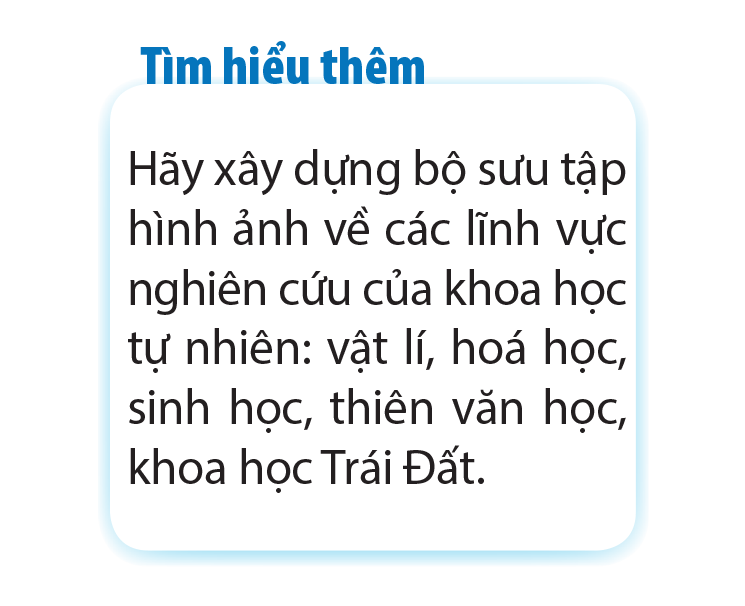 Tìm hiểu thêm
Hãy xây dựng bộ sưu tập
hình ảnh về các lĩnh vực
nghiên cứu của khoa học
tự nhiên: vật lí, hoá học,
sinh học, thiên văn học,
khoa học Trái Đất.